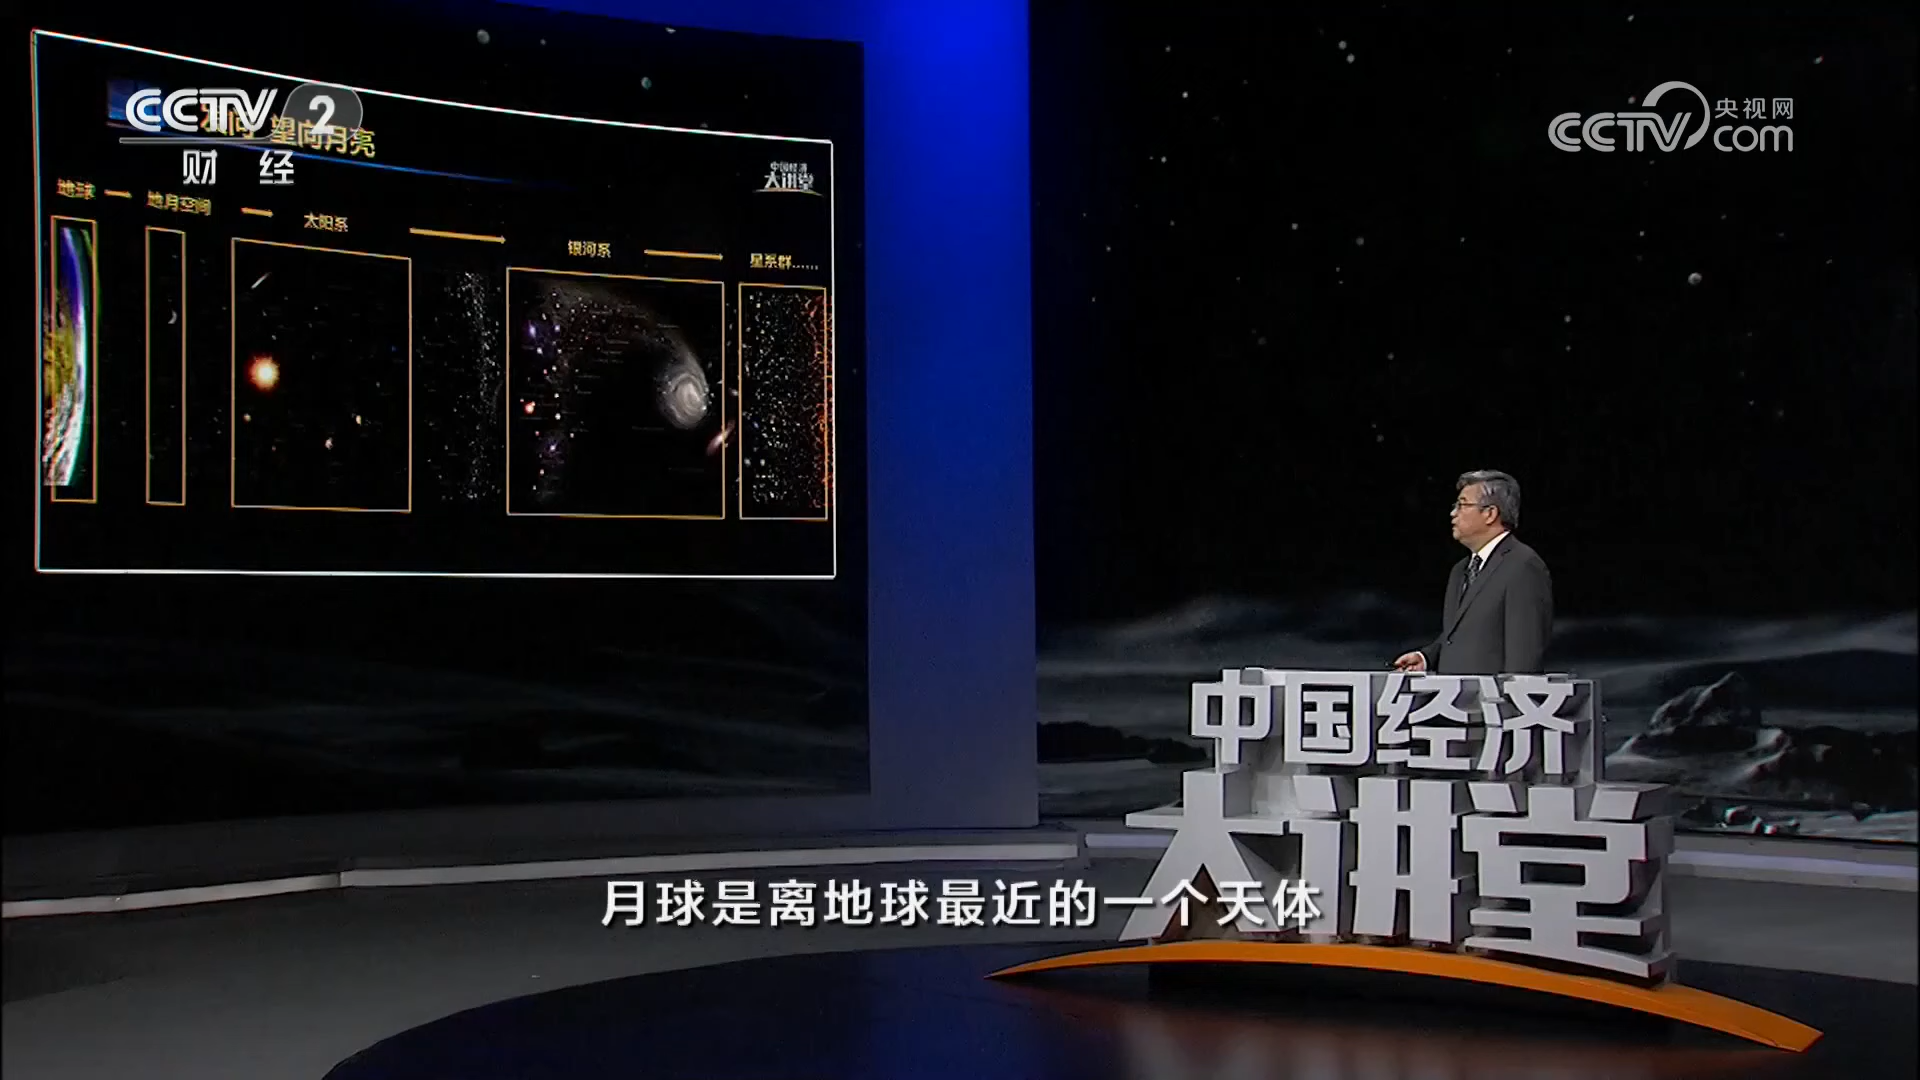 CCTV 2
财经
望向月亮
CCTV 央视网
com
中国经济
大讲堂
地球
地月空间
太阳系
银河系
星系群……
中国经济
大讲堂
月球是离地球最近的一个天体